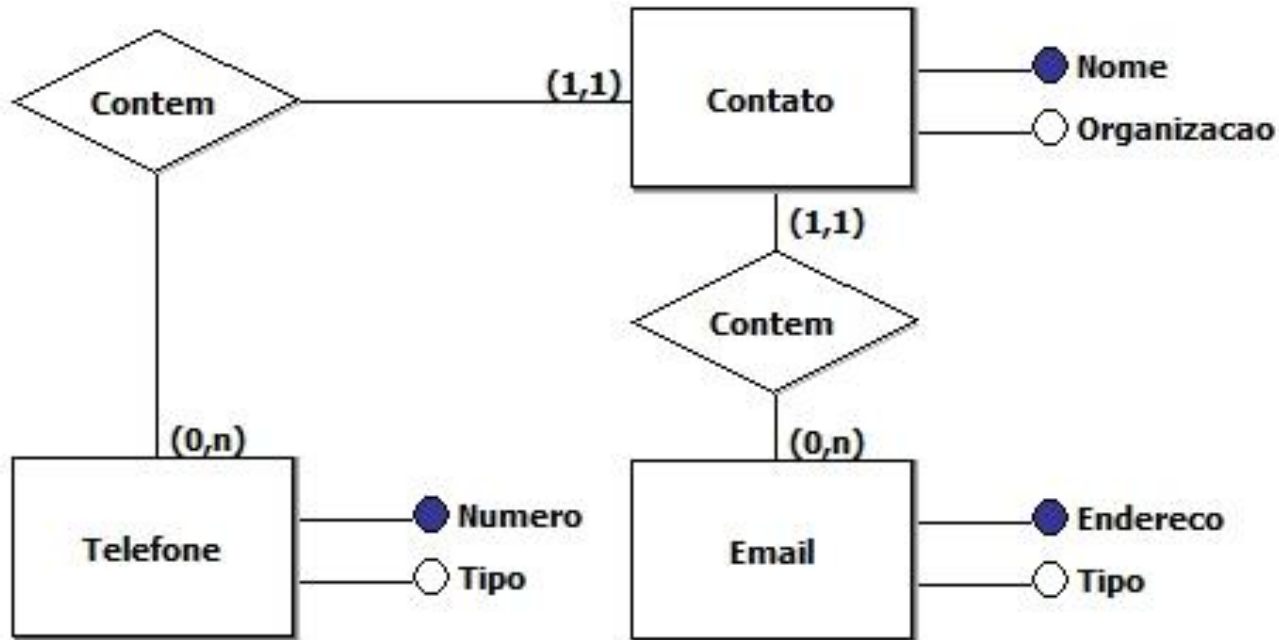 Contem
(1,1)
Contato
Nome
Organizacao
(1,1)
Contem
(0,n)
(0,n)
Telefone
Numero
Tipo
Email
Endereco
Tipo